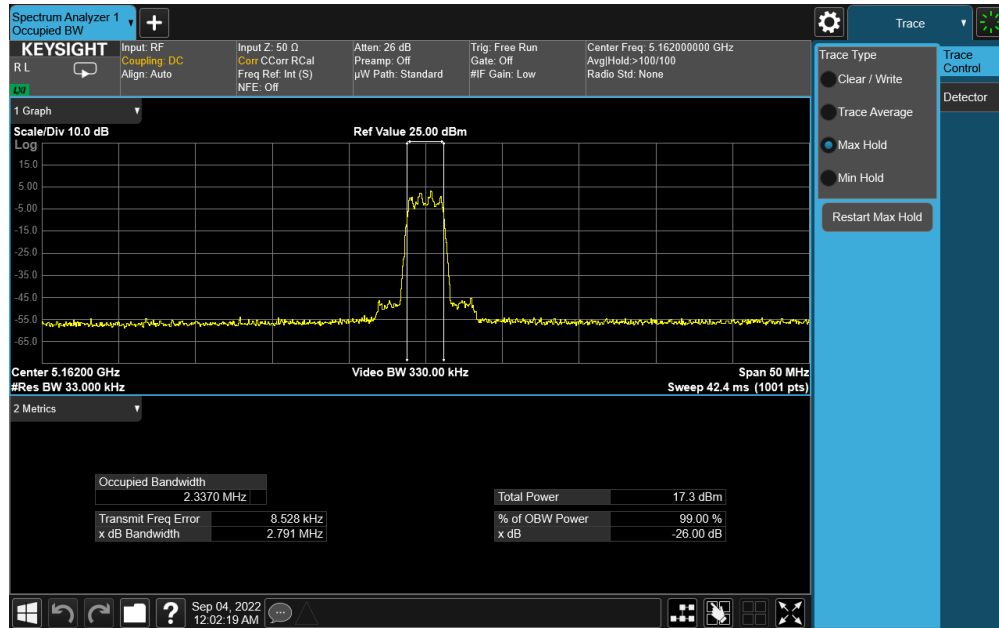 Spectrum Analyzer 1
Occupied BW
Trace
KEYSIGHT
R L
LXI
Input: RF
Coupling: DC
Align: Auto
Input Z: 50 Ω
Corr CCorr RCal
Freq Ref: Int (S)
NFE: Off
Atten: 26 dB
Preamp: Off
µW Path: Standard
Trig: Free Run
Gate: Off
#IF Gain: Low
Center Freq: 5.162000000 GHz
Avg|Hold:>100/100
Radio Std: None
Trace Type
Clear / Write
Trace Average
Max Hold
Min Hold
Restart Max Hold
Trace
Control
Detector
1 Graph
Scale/Div 10.0 dB
Ref Value 25.00 dBm
Log
15.0
5.00
-5.00
-15.0
-25.0
-35.0
-45.0
-55.0
-65.0
Center 5.16200 GHz
Video BW 330.00 kHz
Span 50 MHz
#Res BW 33.000 kHz
Sweep 42.4 ms (1001 pts)
2 Metrics
Occupied Bandwidth
2.3370 MHz
Total Power 17.3 dBm
Transmit Freq Error 8.528 kHz
% of OBW Power 99.00 %
x dB Bandwidth 2.791 MHz
x dB -26.00 dB
Sep 04, 2022
12:02:19 AM